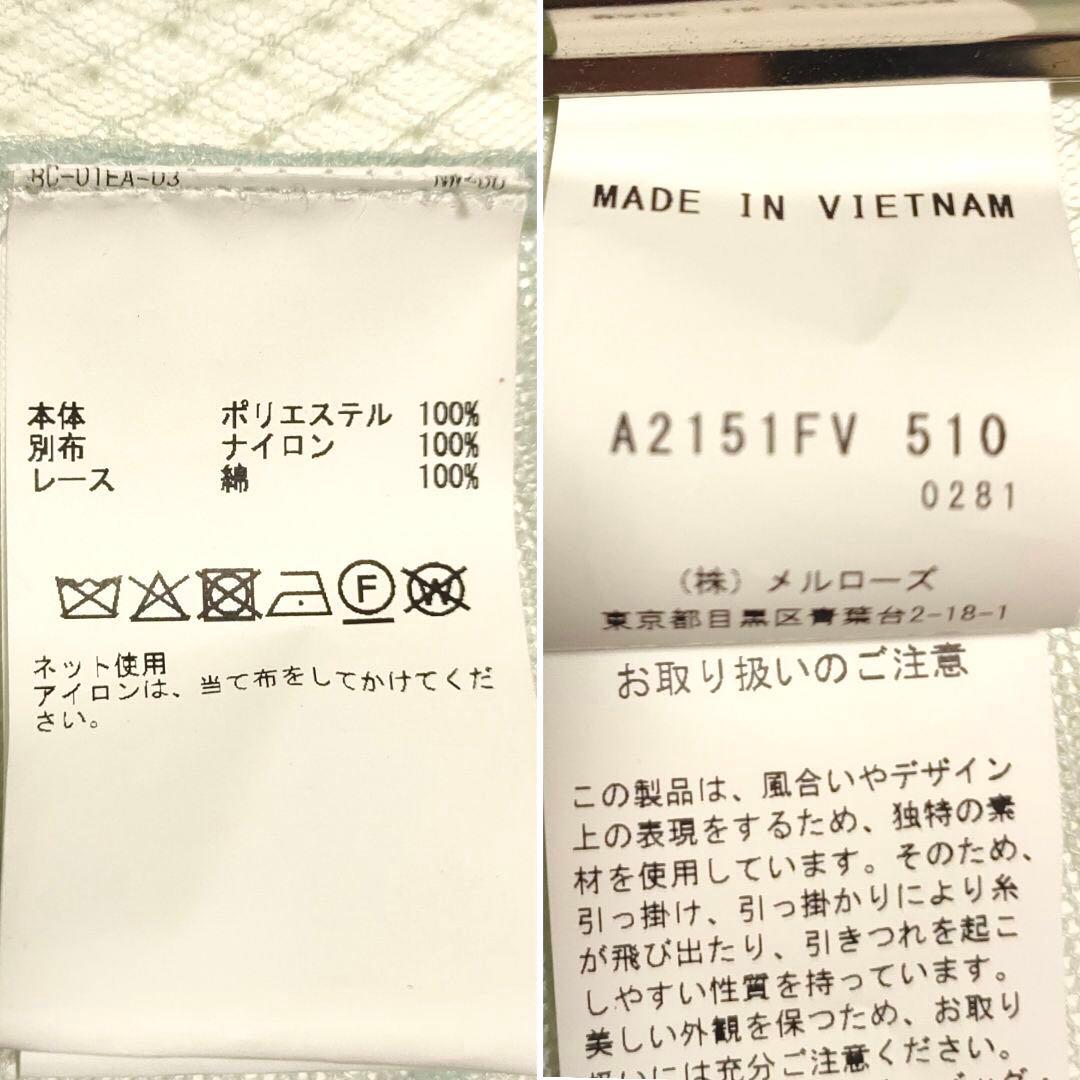 本体 ポリエステル 100%
別布 ナイロン 100%
レース 綿 100%
F
W
ネット使用
アイロンは、当て布をしてかけてくだ
さい。
MADE IN VIETNAM
A2151FV 510
0281
(株) メルローズ
東京都目黒区青葉台2-18-1
お取り扱いのご注意
この製品は、風合いやデザイン
上の表現をするため、独特の素
材を使用しています。そのため、
引っ掛け、引っ掛かりにより糸
が飛び出たり、引きつれを起こ
しやすい性質を持っています。
美しい外観を保つため、お取り
扱いには充分ご注意ください。